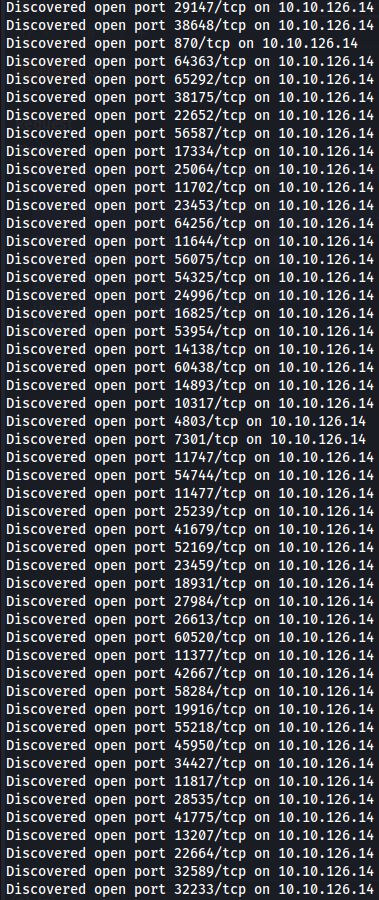 Discovered open port 29147/tcp on 10.10.126.14
Discovered open port 38648/tcp on 10.10.126.14
Discovered open port 870/tcp on 10.10.126.14
Discovered open port 64363/tcp on 10.10.126.14
Discovered open port 65292/tcp on 10.10.126.14
Discovered open port 38175/tcp on 10.10.126.14
Discovered open port 22652/tcp on 10.10.126.14
Discovered open port 56587/tcp on 10.10.126.14
Discovered open port 17334/tcp on 10.10.126.14
Discovered open port 25064/tcp on 10.10.126.14
Discovered open port 11702/tcp on 10.10.126.14
Discovered open port 23453/tcp on 10.10.126.14
Discovered open port 64256/tcp on 10.10.126.14
Discovered open port 11644/tcp on 10.10.126.14
Discovered open port 56075/tcp on 10.10.126.14
Discovered open port 54325/tcp on 10.10.126.14
Discovered open port 24996/tcp on 10.10.126.14
Discovered open port 16825/tcp on 10.10.126.14
Discovered open port 53954/tcp on 10.10.126.14
Discovered open port 14138/tcp on 10.10.126.14
Discovered open port 60438/tcp on 10.10.126.14
Discovered open port 14893/tcp on 10.10.126.14
Discovered open port 10317/tcp on 10.10.126.14
Discovered open port 4803/tcp on 10.10.126.14
Discovered open port 7301/tcp on 10.10.126.14
Discovered open port 11747/tcp on 10.10.126.14
Discovered open port 54744/tcp on 10.10.126.14
Discovered open port 11477/tcp on 10.10.126.14
Discovered open port 25239/tcp on 10.10.126.14
Discovered open port 41679/tcp on 10.10.126.14
Discovered open port 52169/tcp on 10.10.126.14
Discovered open port 23459/tcp on 10.10.126.14
Discovered open port 18931/tcp on 10.10.126.14
Discovered open port 27984/tcp on 10.10.126.14
Discovered open port 26613/tcp on 10.10.126.14
Discovered open port 60520/tcp on 10.10.126.14
Discovered open port 11377/tcp on 10.10.126.14
Discovered open port 42667/tcp on 10.10.126.14
Discovered open port 58284/tcp on 10.10.126.14
Discovered open port 19916/tcp on 10.10.126.14
Discovered open port 55218/tcp on 10.10.126.14
Discovered open port 45950/tcp on 10.10.126.14
Discovered open port 34427/tcp on 10.10.126.14
Discovered open port 11817/tcp on 10.10.126.14
Discovered open port 28535/tcp on 10.10.126.14
Discovered open port 41775/tcp on 10.10.126.14
Discovered open port 13207/tcp on 10.10.126.14
Discovered open port 22664/tcp on 10.10.126.14
Discovered open port 32589/tcp on 10.10.126.14
Discovered open port 32233/tcp on 10.10.126.14